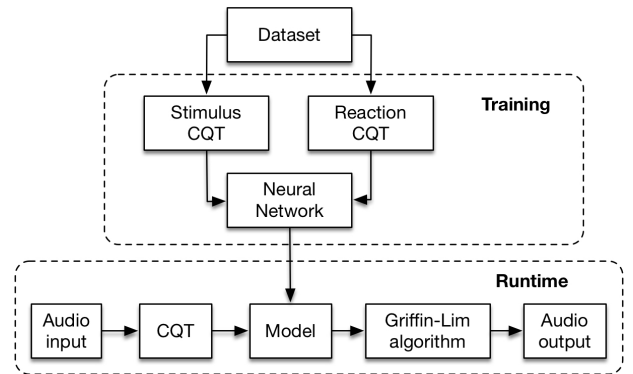 Dataset
Stimulus
CQT
Reaction
CQT
Training
Neural
Network
Runtime
Audio
input
CQT
Model
Griffin-Lim
algorithm
Audio
output